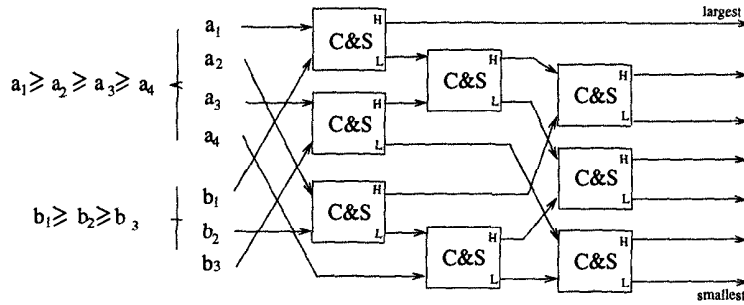 a1
largest
H
C&S
L
a2
H
C&S
L
a1 ≥ a2 ≥ a3 ≥ a4
H
C&S
L
a3
H
C&S
L
a4
H
C&S
L
b1
H
C&S
L
b1 ≥ b2 ≥ b3
b2
H
C&S
L
H
C&S
L
b3
smallest